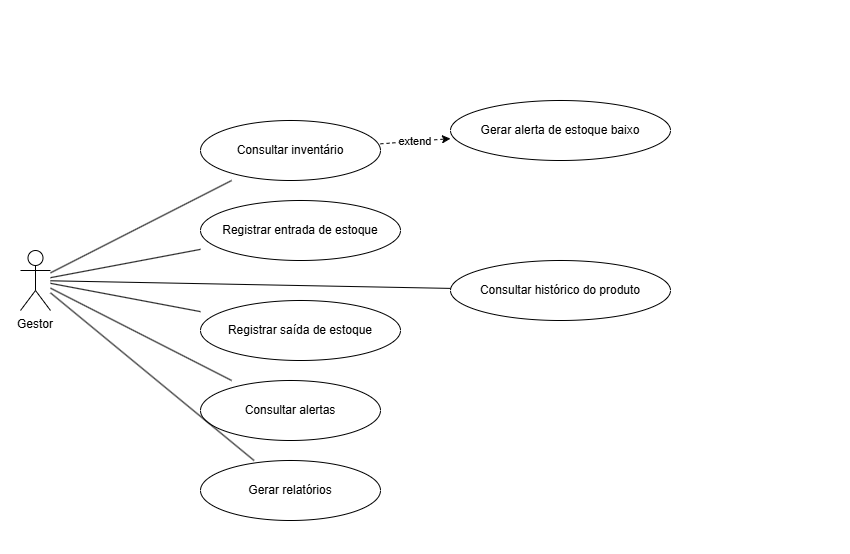 Gerar alerta de estoque baixo
extend
Consultar inventário
Registrar entrada de estoque
Consultar histórico do produto
Gestor
Registrar saída de estoque
Consultar alertas
Gerar relatórios